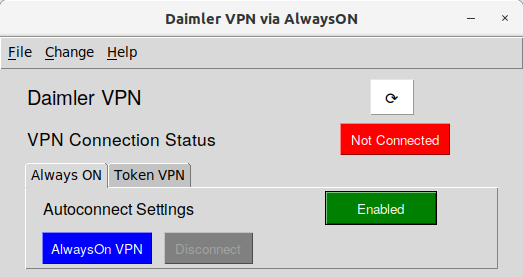 Daimler VPN via AlwaysON
File Change Help
Daimler VPN
VPN Connection Status Not Connected
Always ON Token VPN
Autoconnect Settings Enabled
AlwaysOn VPN Disconnect